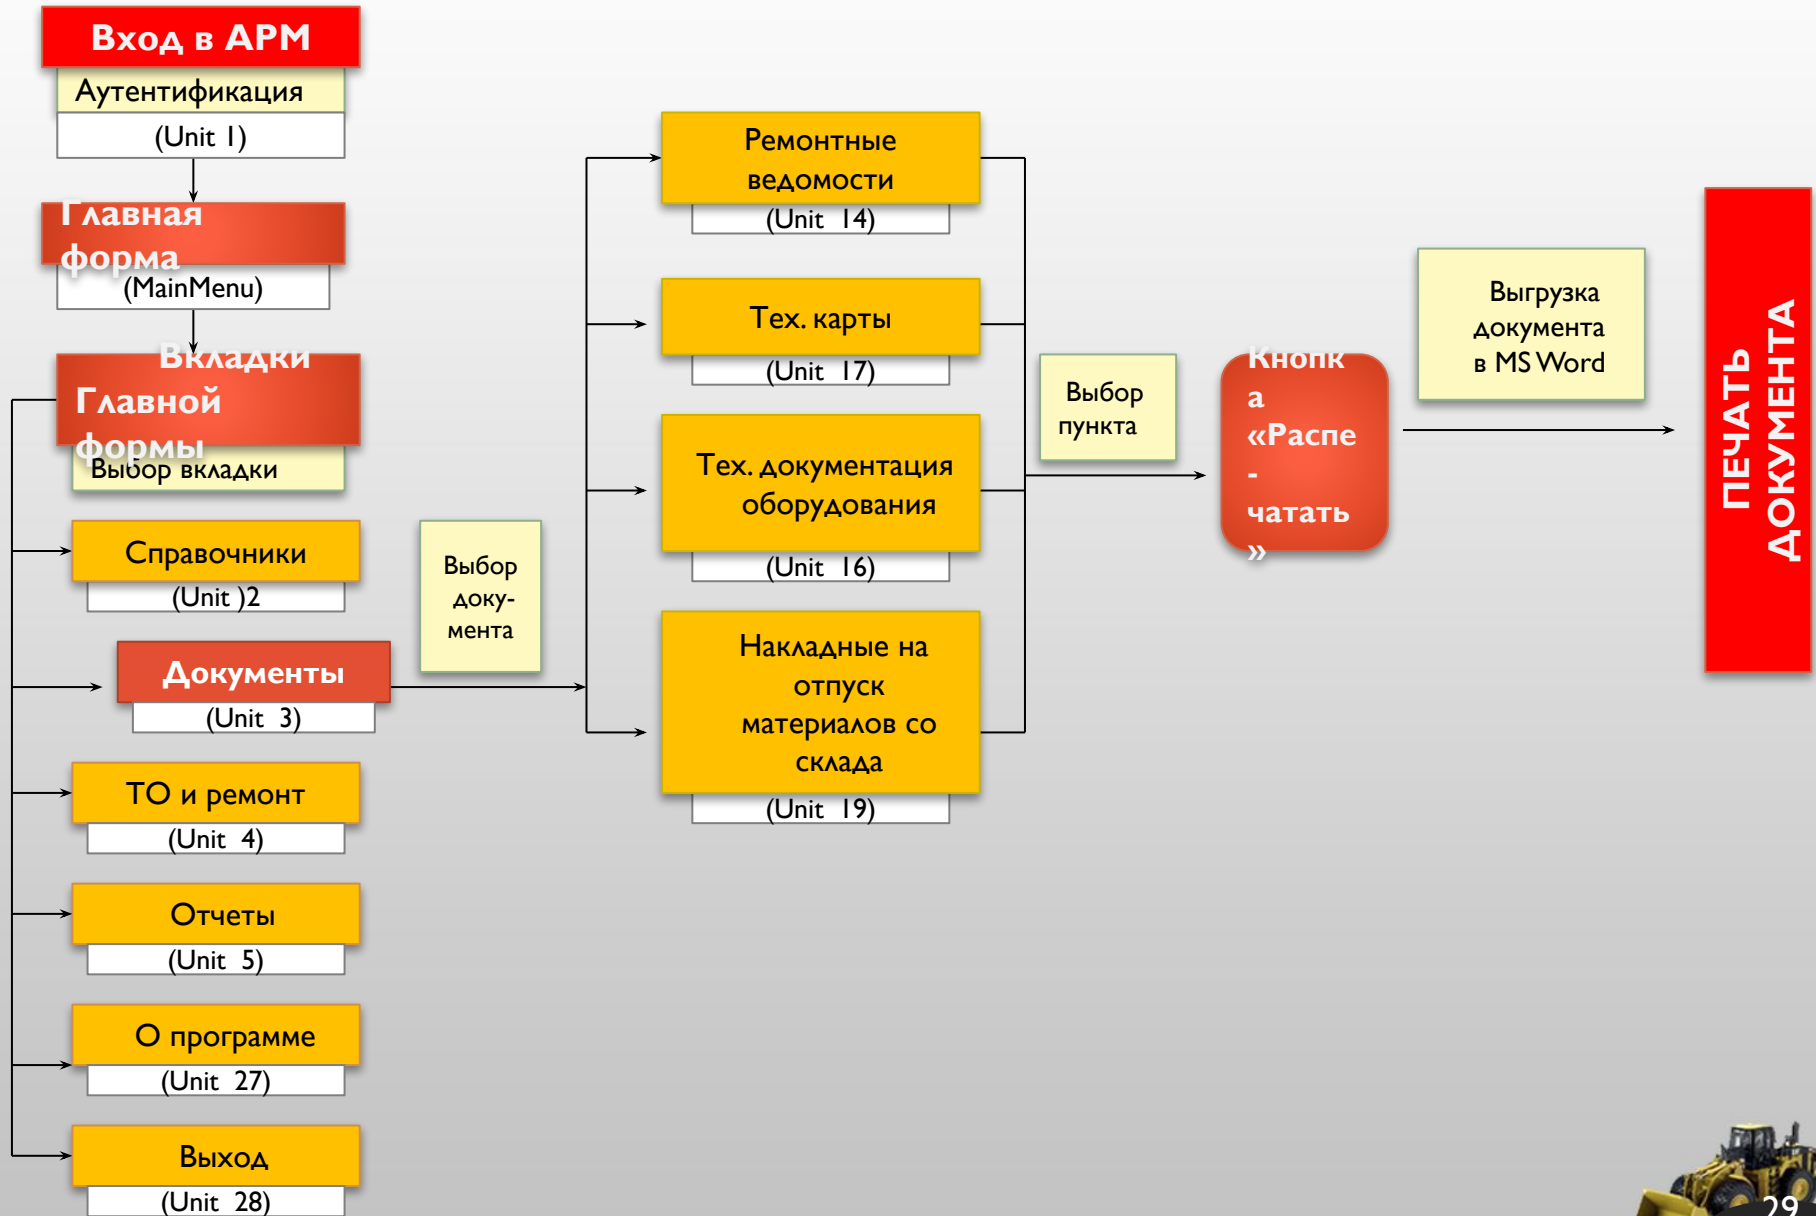 Вход в АРМ
Аутентификация
(Unit 1)
Главная
форма
(MainMenu)
Вкладки
Главной
формы
Выбор вкладки
Справочники
(Unit )2
Документы
(Unit 3)
ТО и ремонт
(Unit 4)
Отчеты
(Unit 5)
О программе
(Unit 27)
Выход
(Unit 28)
Выбор
доку-
мента
Ремонтные
ведомости
(Unit 14)
Тех. карты
(Unit 17)
Тех. документация
оборудования
(Unit 16)
Накладные на
отпуск
материалов со
склада
(Unit 19)
Выбор
пункта
Кнопк
а
«Распе
-
чатать
»
Выгрузка
документа
в MS Word
ПЕЧАТЬ
ДОКУМЕНТА
29